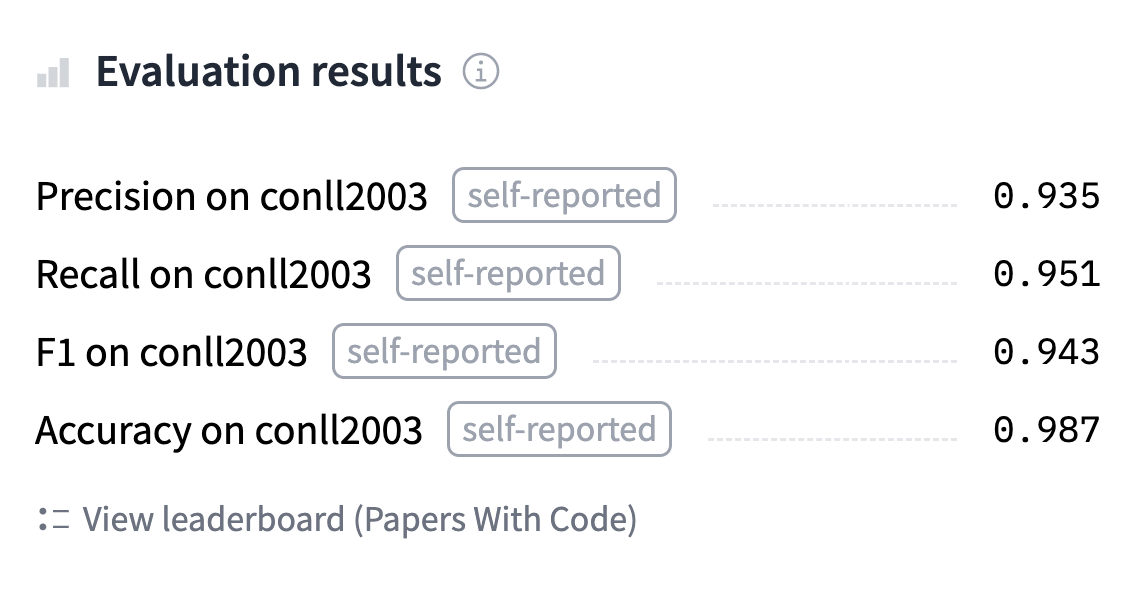 Evaluation results
Precision on conll2003 self-reported 0.935
Recall on conll2003 self-reported 0.951
F1 on conll2003 self-reported 0.943
Accuracy on conll2003 self-reported 0.987
View leaderboard (Papers With Code)